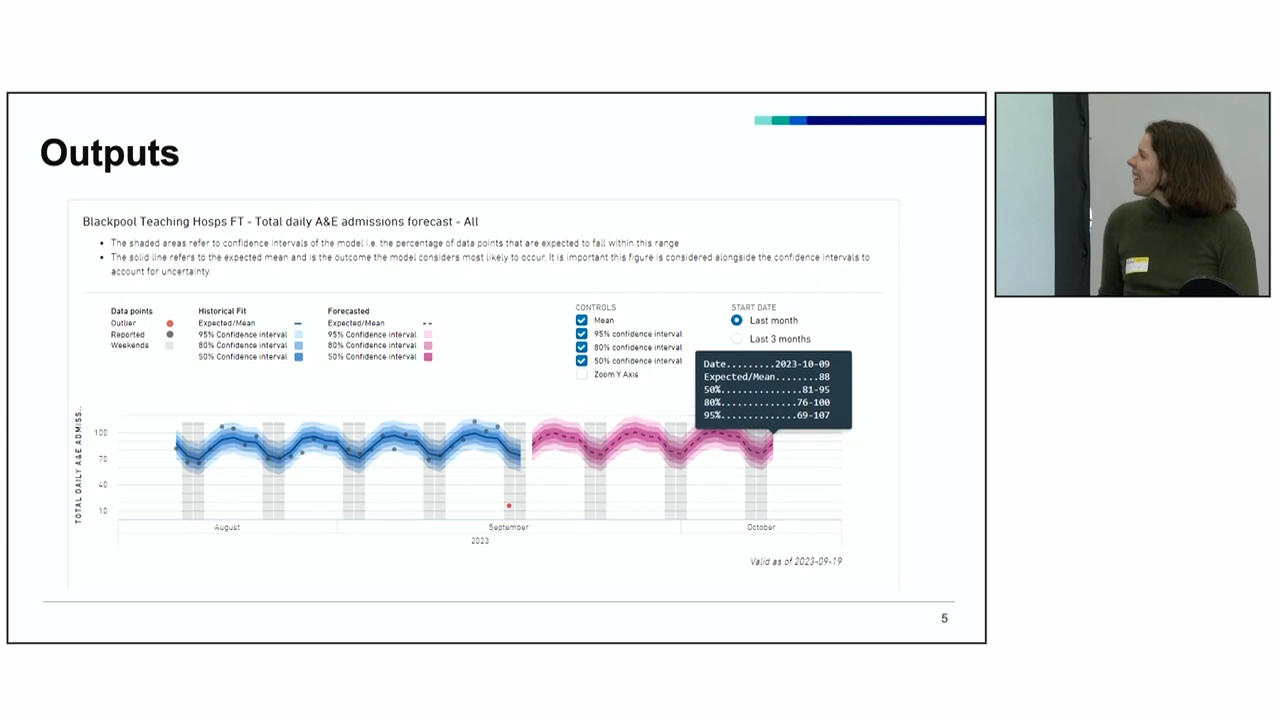 Outputs
Blackpool Teaching Hosps FT - Total daily A&E admissions forecast - All
• The shaded areas refer to confidence intervals of the model i.e. the percentage of data points that are expected to fall within this range
• The solid line refers to the expected mean and is the outcome the model considers most likely to occur. It is important this figure is considered alongside the confidence intervals to
account for uncertainty.
Data points
Outlier
Reported
Weekends
Historical Fit
Expected/Mean
95% Confidence interval
80% Confidence interval
50% Confidence interval
Forecasted
Expected/Mean
95% Confidence interval
80% Confidence interval
50% Confidence interval
CONTROLS
Mean
95% confidence interval
80% confidence interval
50% confidence interval
Zoom Y Axis
START DATE
Last month
Last 3 months
Date.........2023-10-09
Expected/Mean........88
50%...............81-95
80%..............76-100
95%..............69-107
TOTAL DAILY A&E ADMISS...
100
70
40
10
August
September
October
2023
Valid as of 2023-09-19
5